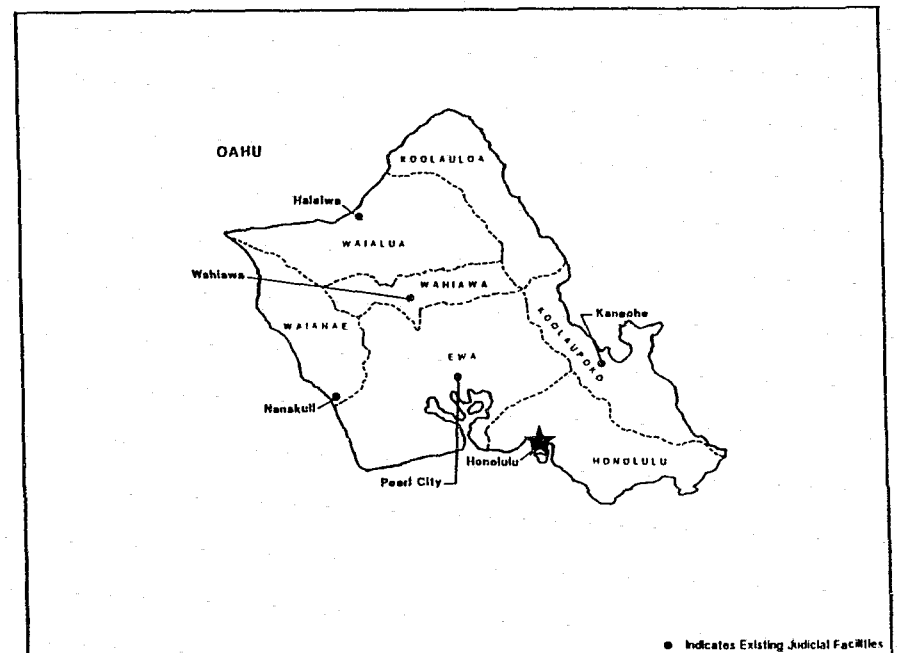 OAHU
KOOLAULOA
Haleiwa
WAIALUA
Wahiawa
WAHIAWA
KOOLAUPOKO
Kaneohe
WAIANAE
EWA
Nanakuli
Honolulu
HONOLULU
Pearl City
● Indicates Existing Judicial Facilities